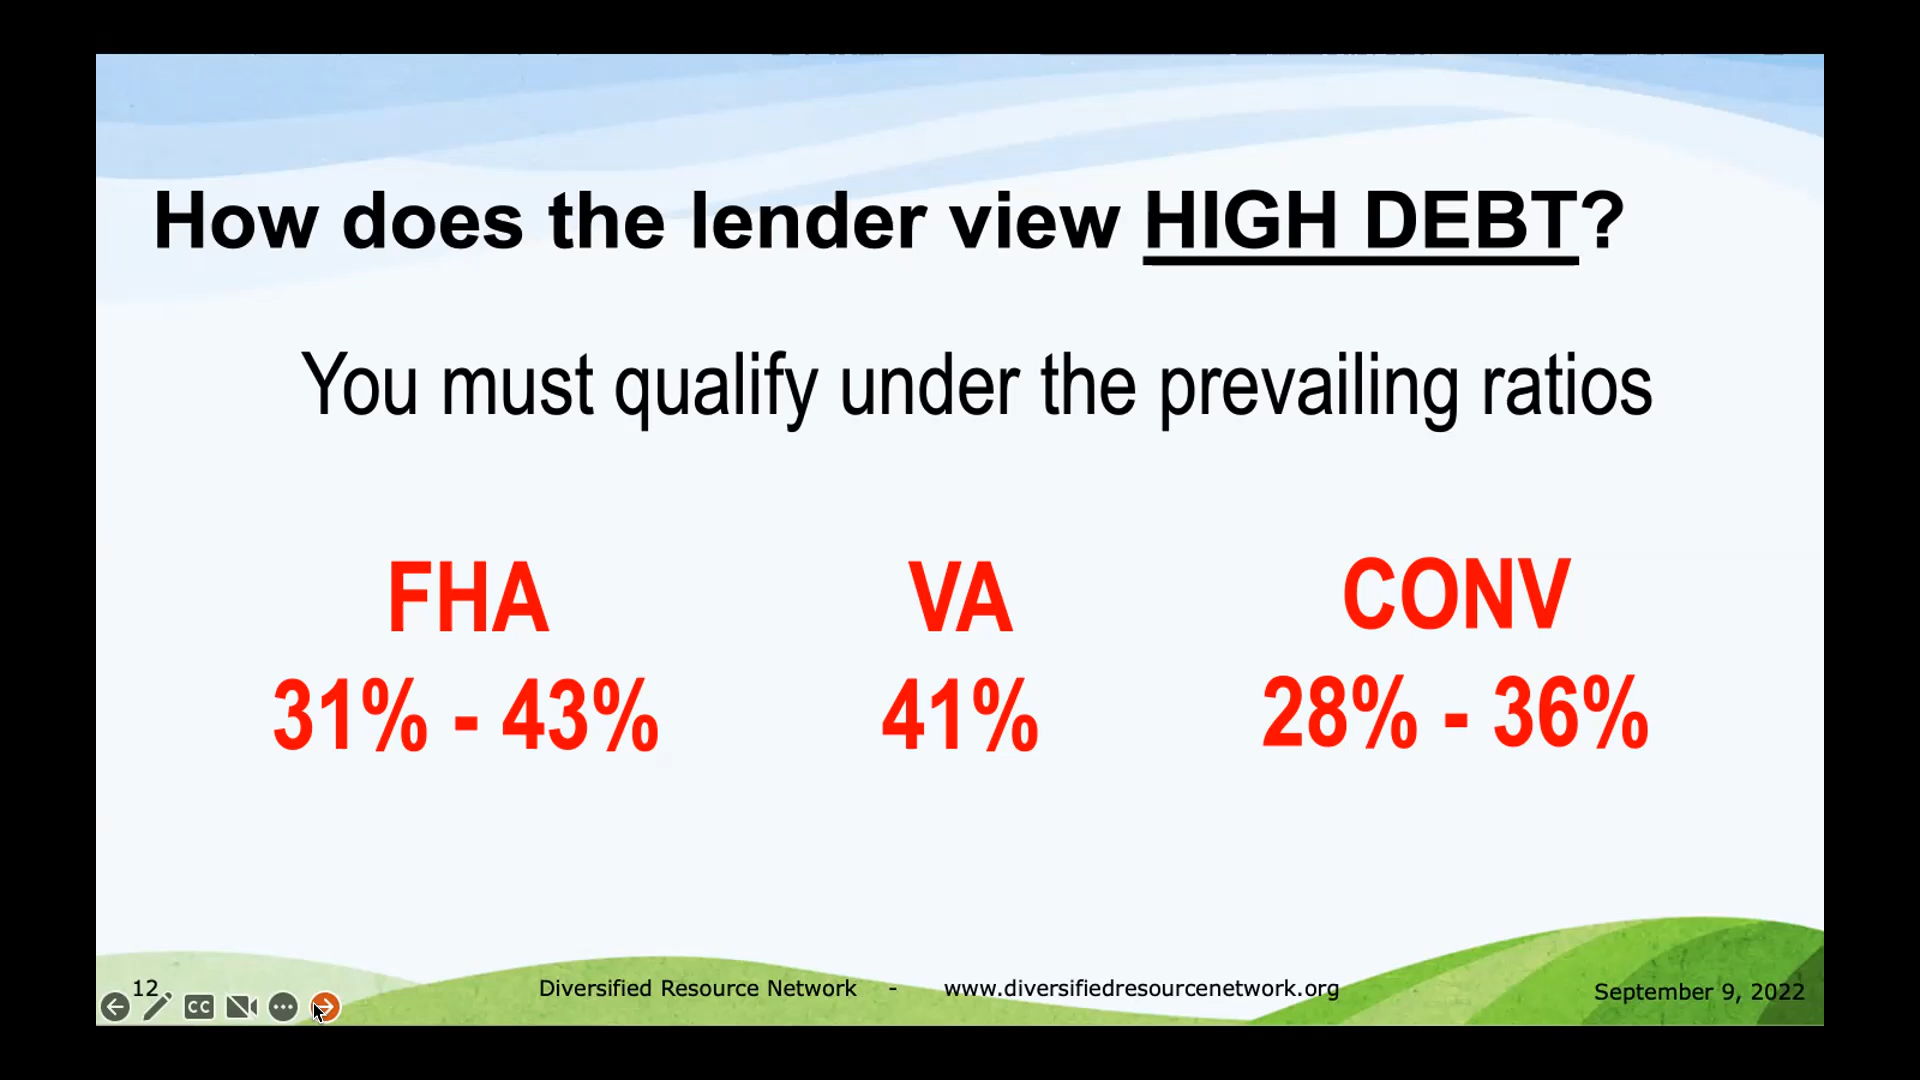 How does the lender view HIGH DEBT?
You must qualify under the prevailing ratios
FHA
31% - 43%
VA
41%
CONV
28% - 36%
12
CC
Diversified Resource Network - www.diversifiedresourcenetwork.org
September 9, 2022